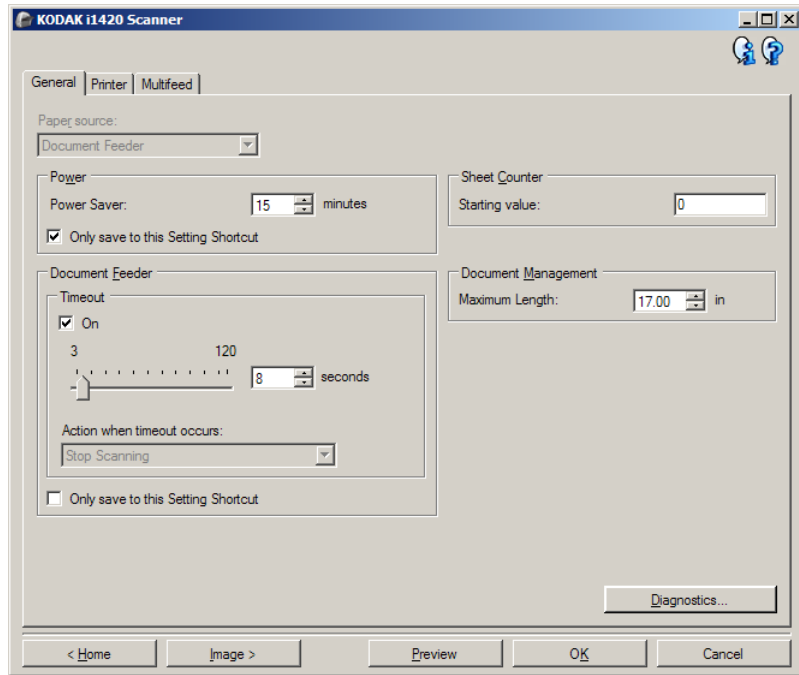 KODAK i1420 Scanner
General Printer Multifeed
Paper source:
Document Feeder
Power
Power Saver: 15 minutes
Only save to this Setting Shortcut
Sheet Counter
Starting value: 0
Document Feeder
Timeout
On
3 120
8 seconds
Action when timeout occurs:
Stop Scanning
Only save to this Setting Shortcut
Document Management
Maximum Length: 17.00 in
Diagnostics...
< Home Image > Preview OK Cancel